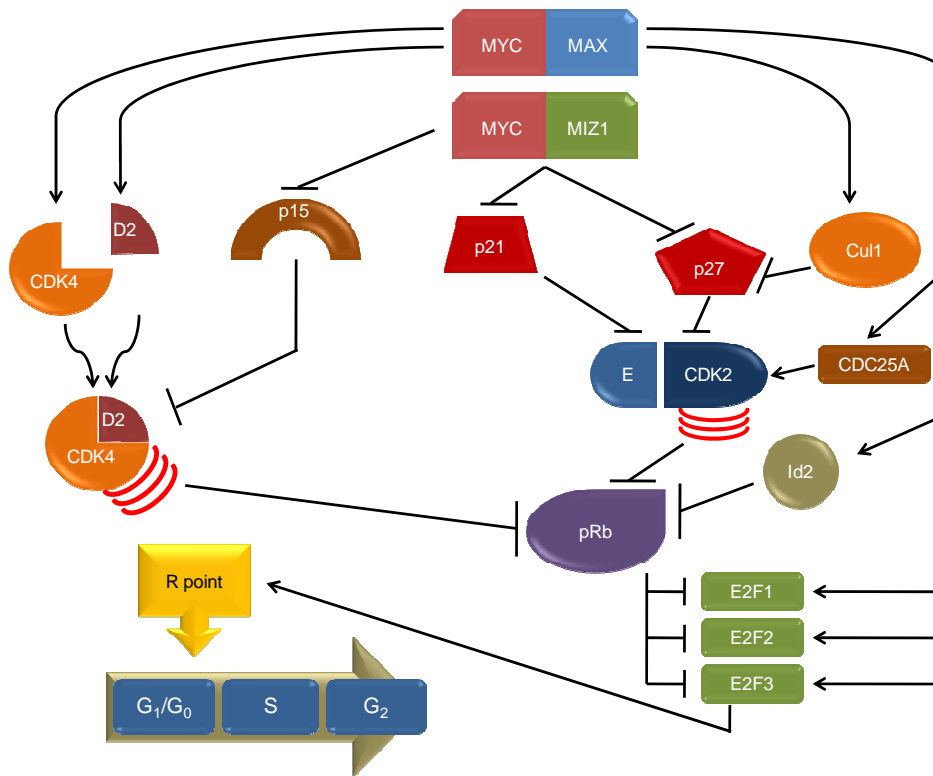 MYC MAX
MYC MIZ1
p15
D2
p21
p27
Cul1
CDK4
E
CDK2
CDC25A
D2
CDK4
Id2
pRb
R point
E2F1
E2F2
E2F3
G₁/G₀
S
G₂